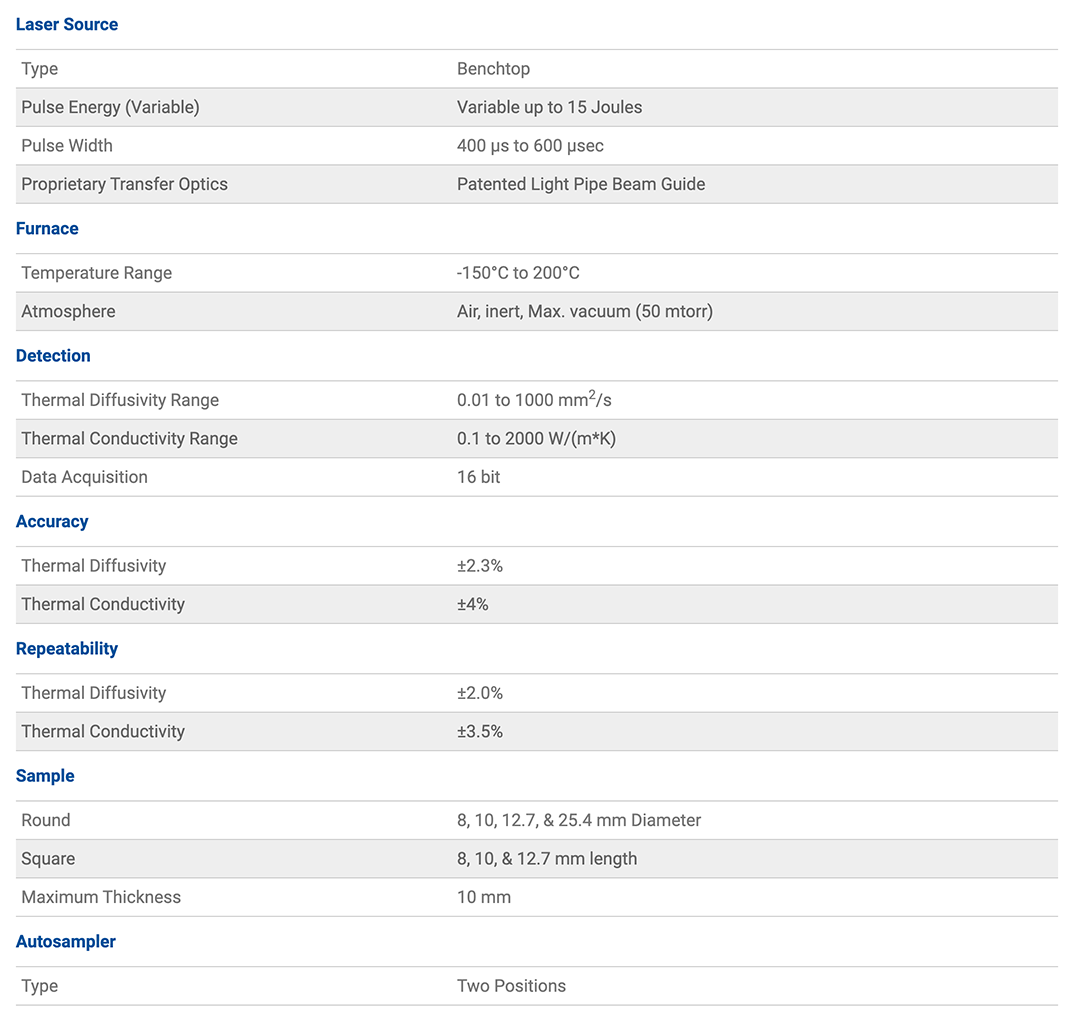 Laser Source
Type Benchtop
Pulse Energy (Variable) Variable up to 15 Joules
Pulse Width 400 µs to 600 µsec
Proprietary Transfer Optics Patented Light Pipe Beam Guide
Furnace
Temperature Range -150°C to 200°C
Atmosphere Air, inert, Max. vacuum (50 mtorr)
Detection
Thermal Diffusivity Range 0.01 to 1000 mm²/s
Thermal Conductivity Range 0.1 to 2000 W/(m*K)
Data Acquisition 16 bit
Accuracy
Thermal Diffusivity ±2.3%
Thermal Conductivity ±4%
Repeatability
Thermal Diffusivity ±2.0%
Thermal Conductivity ±3.5%
Sample
Round 8, 10, 12.7, & 25.4 mm Diameter
Square 8, 10, & 12.7 mm length
Maximum Thickness 10 mm
Autosampler
Type Two Positions